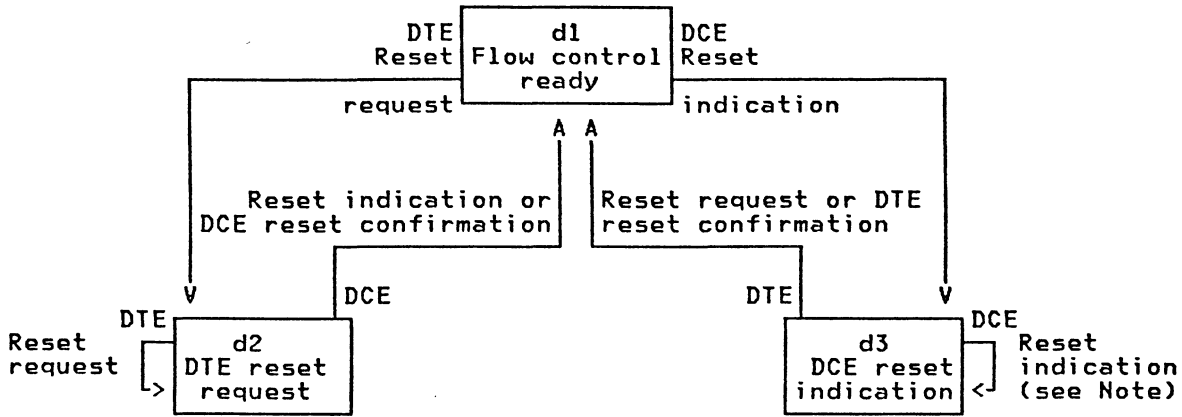 DTE
Reset
request
d1
Flow control
ready
DCE
Reset
indication
A A
Reset indication or
DCE reset confirmation
Reset request or DTE
reset confirmation
V
DCE
DTE
V
DTE
Reset
request
d2
DTE reset
request
>
d3
DCE reset
indication
<
DCE
Reset
indication
(see Note)